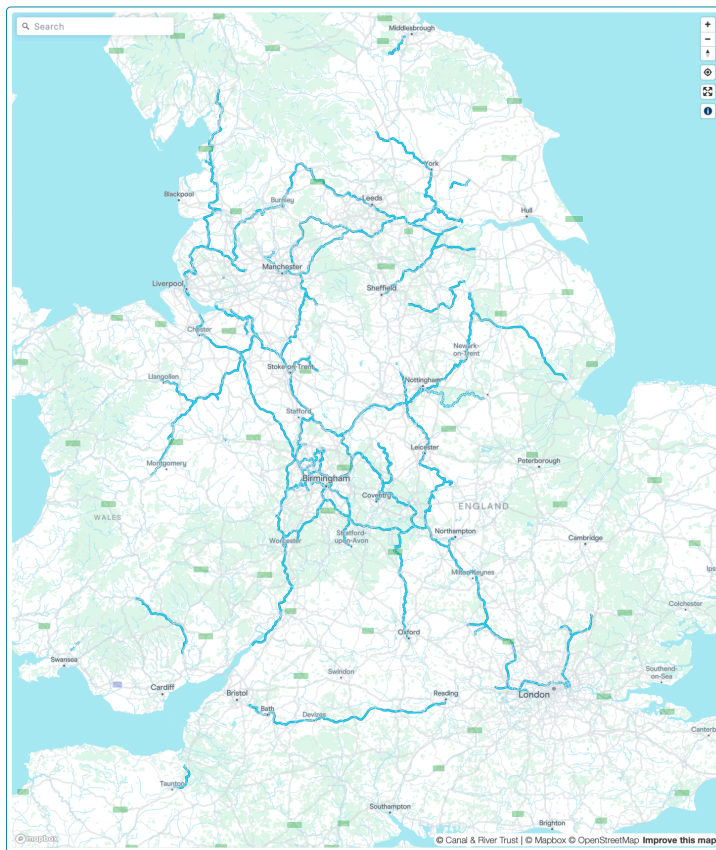 Search
+
−
Middlesbrough
York
Blackpool
Burnley
Leeds
Hull
Manchester
Liverpool
Sheffield
Chester
Newark-
on-Trent
Stoke-on-Trent
Llangollen
Nottingham
Stafford
Leicester
Montgomery
Peterborough
Birmingham
Coventry
ENGLAND
WALES
Northampton
Worcester
Stratford-
upon-Avon
Cambridge
Ips
Milton Keynes
Colchester
Oxford
Swansea
Swindon
Southend-
on-Sea
Cardiff
Bristol
Reading
London
Bath
Devizes
Canterb
Taunton
Southampton
Brighton
mapbox
© Canal & River Trust | © Mapbox © OpenStreetMap Improve this map